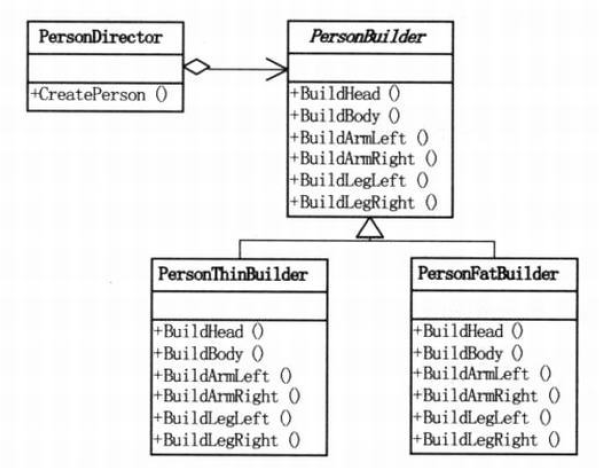 PersonDirector
+CreatePerson ()
PersonBuilder
+BuildHead ()
+BuildBody ()
+BuildArmLeft ()
+BuildArmRight ()
+BuildLegLeft ()
+BuildLegRight ()
PersonThinBuilder
+BuildHead ()
+BuildBody ()
+BuildArmLeft ()
+BuildArmRight ()
+BuildLegLeft ()
+BuildLegRight ()
PersonFatBuilder
+BuildHead ()
+BuildBody ()
+BuildArmLeft ()
+BuildArmRight ()
+BuildLegLeft ()
+BuildLegRight ()